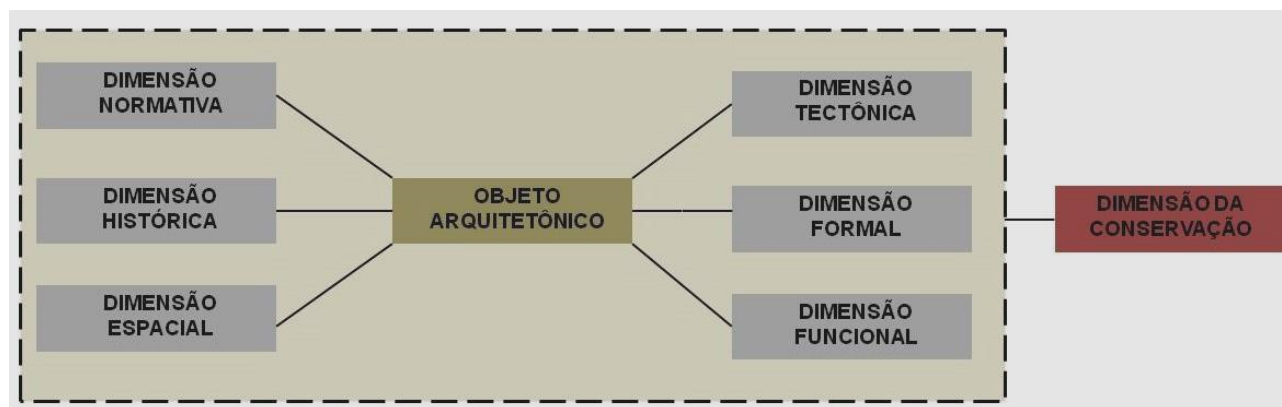 DIMENSÃO
NORMATIVA
DIMENSÃO
HISTÓRICA
DIMENSÃO
ESPACIAL
OBJETO
ARQUITETÔNICO
DIMENSÃO
TECTÔNICA
DIMENSÃO
FORMAL
DIMENSÃO
FUNCIONAL
DIMENSÃO DA
CONSERVAÇÃO